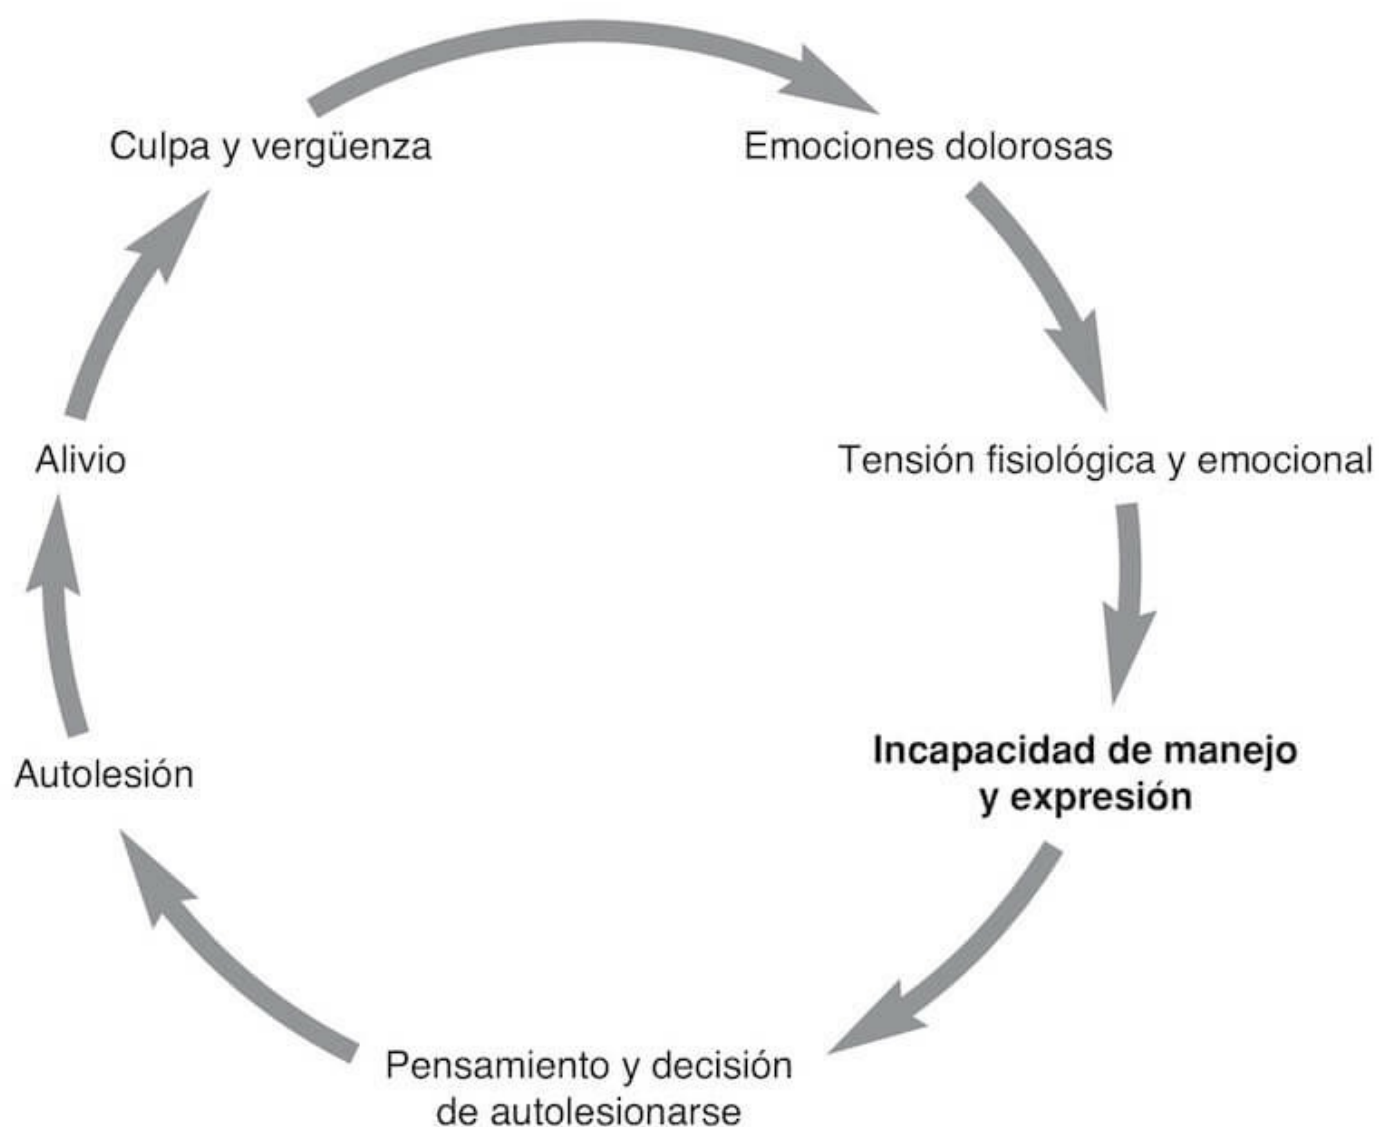 Culpa y vergüenza
Emociones dolorosas
Alivio
Tensión fisiológica y emocional
Autolesión
Incapacidad de manejo
y expresión
Pensamiento y decisión
de autolesionarse